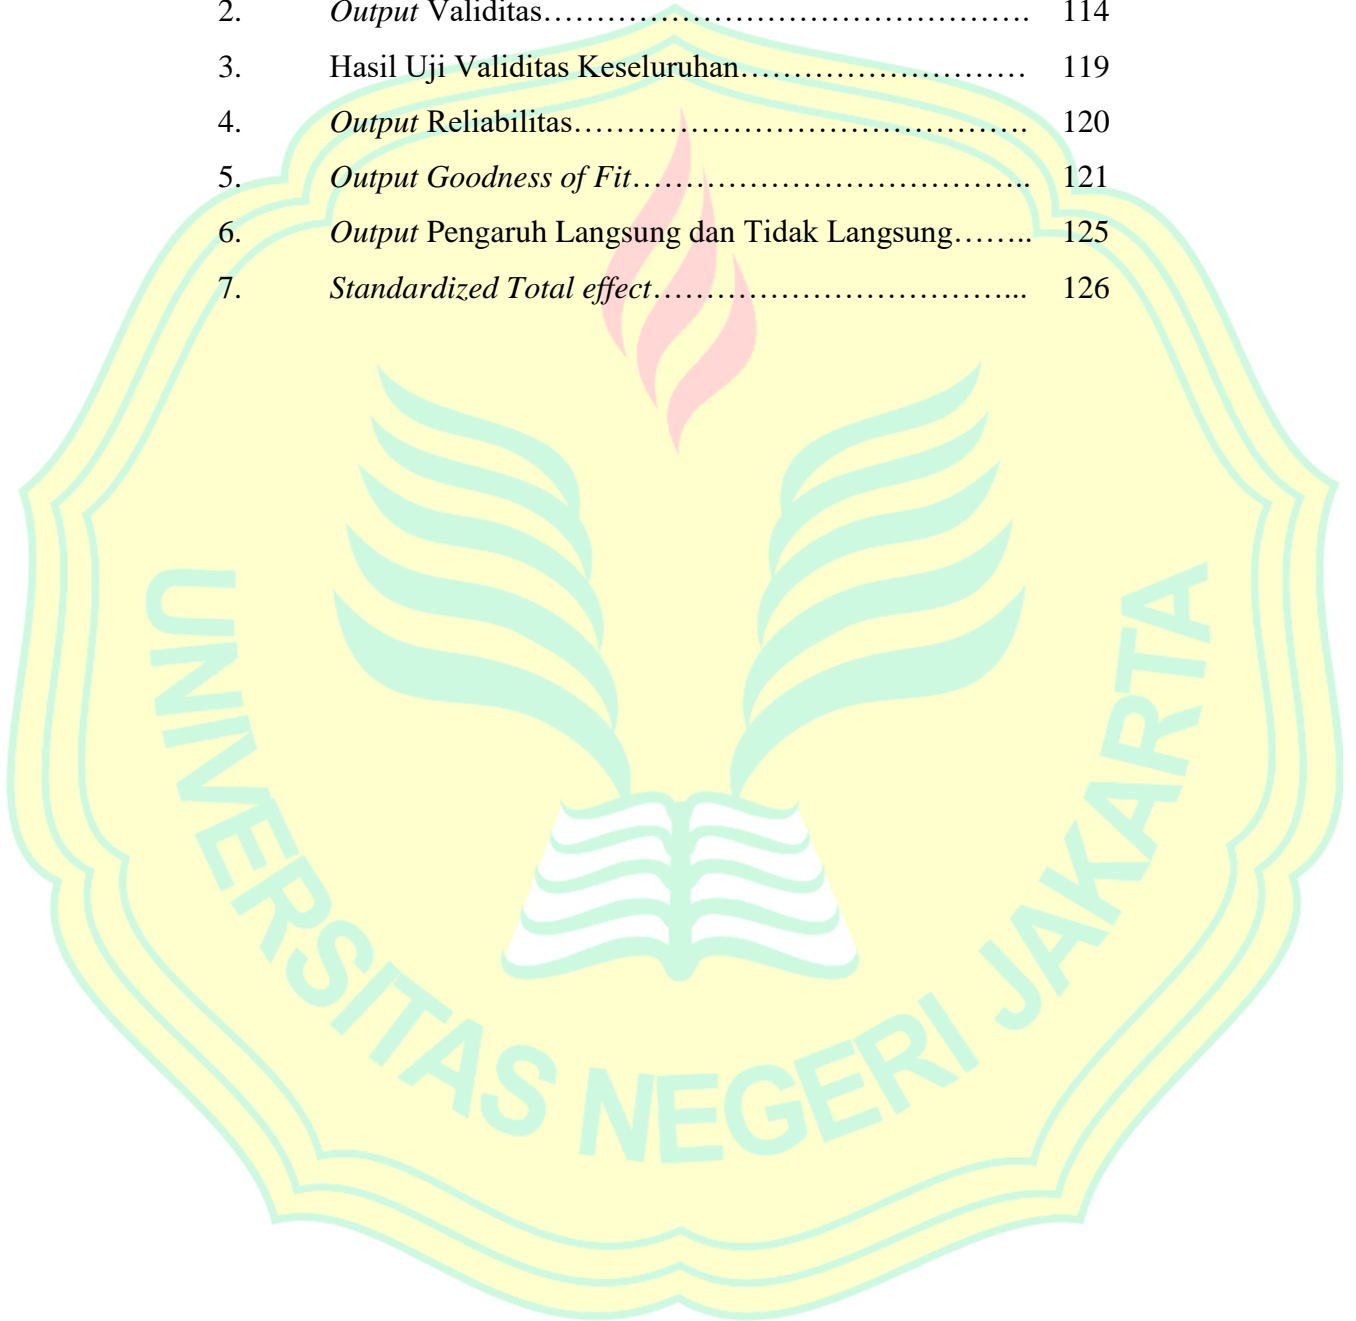 2. Output Validitas…………………………………………. 114
3. Hasil Uji Validitas Keseluruhan……………………… 119
4. Output Reliabilitas……………………………………. 120
5. Output Goodness of Fit……………………………….. 121
6. Output Pengaruh Langsung dan Tidak Langsung…….. 125
7. Standardized Total effect……………………………... 126
UNIVERSITAS NEGERI JAKARTA